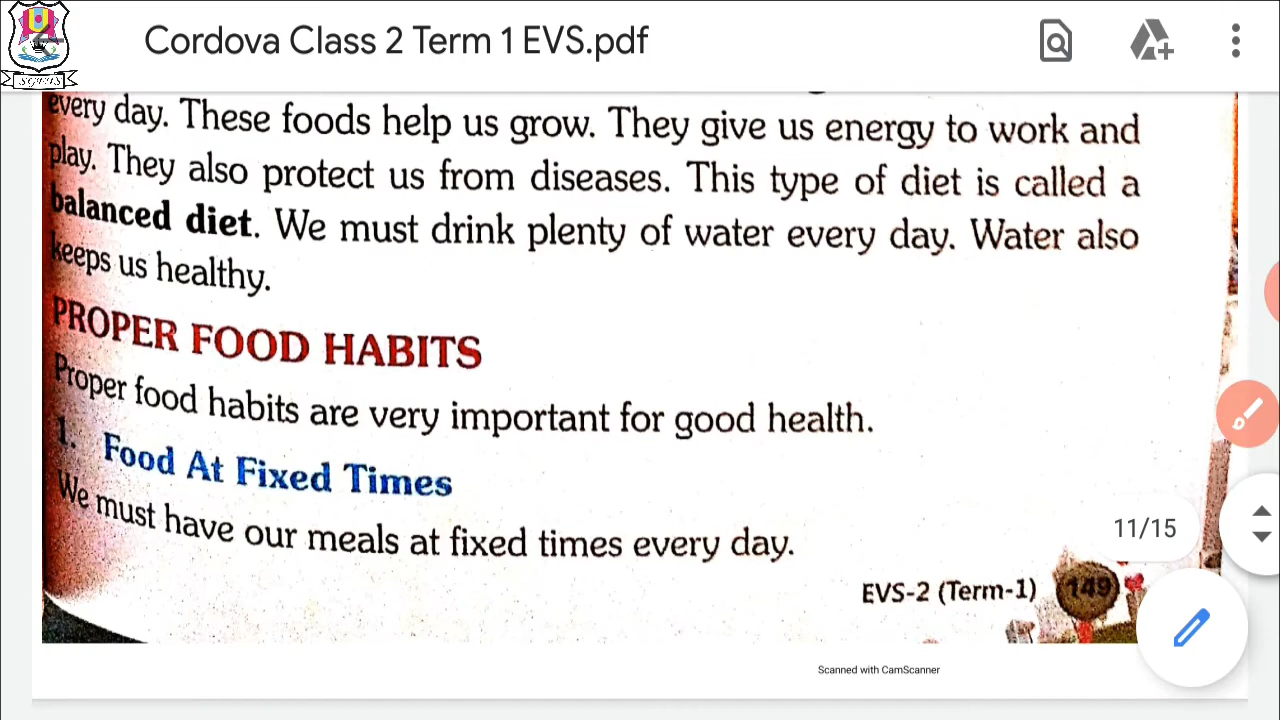 Cordova Class 2 Term 1 EVS.pdf
every day. These foods help us grow. They give us energy to work and
play. They also protect us from diseases. This type of diet is called a
balanced diet. We must drink plenty of water every day. Water also
keeps us healthy.
PROPER FOOD HABITS
Proper food habits are very important for good health.
1. Food At Fixed Times
We must have our meals at fixed times every day.
11/15
EVS-2 (Term-1) 149
Scanned with CamScanner